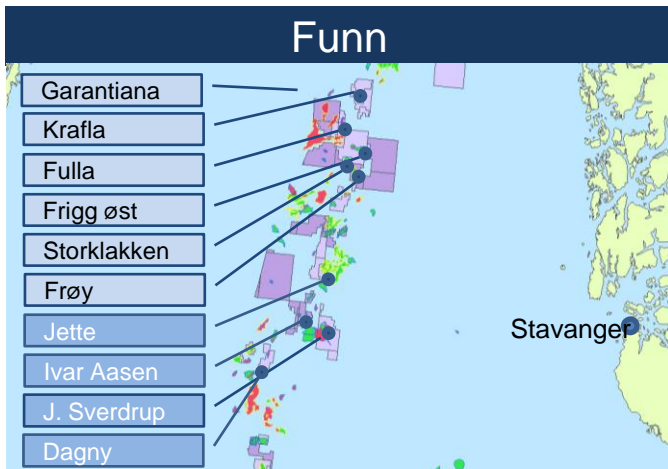 Funn
Garantiana
Krafla
Fulla
Frigg øst
Storklakken
Frøy
Jette
Stavanger
Ivar Aasen
J. Sverdrup
Dagny